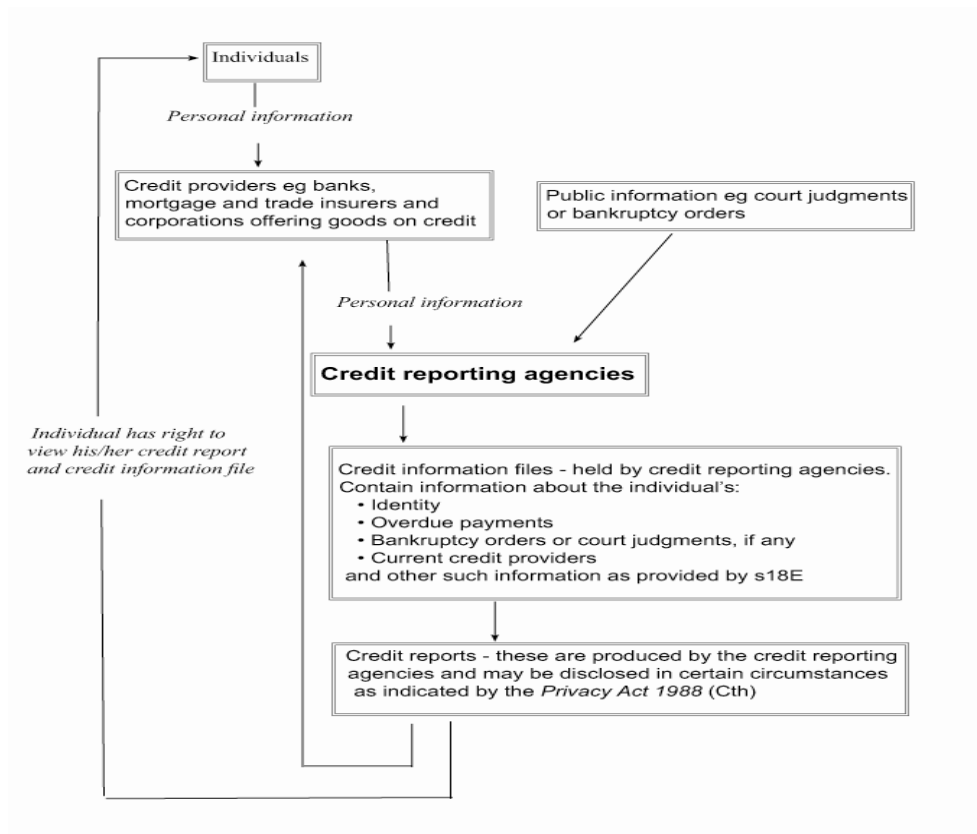 Individuals
Personal information
Credit providers eg banks,
mortgage and trade insurers and
corporations offering goods on credit
Public information eg court judgments
or bankruptcy orders
Personal information
Credit reporting agencies
Individual has right to
view his/her credit report
and credit information file
Credit information files - held by credit reporting agencies.
Contain information about the individual's:
• Identity
• Overdue payments
• Bankruptcy orders or court judgments, if any
• Current credit providers
and other such information as provided by s18E
Credit reports - these are produced by the credit reporting
agencies and may be disclosed in certain circumstances
as indicated by the Privacy Act 1988 (Cth)